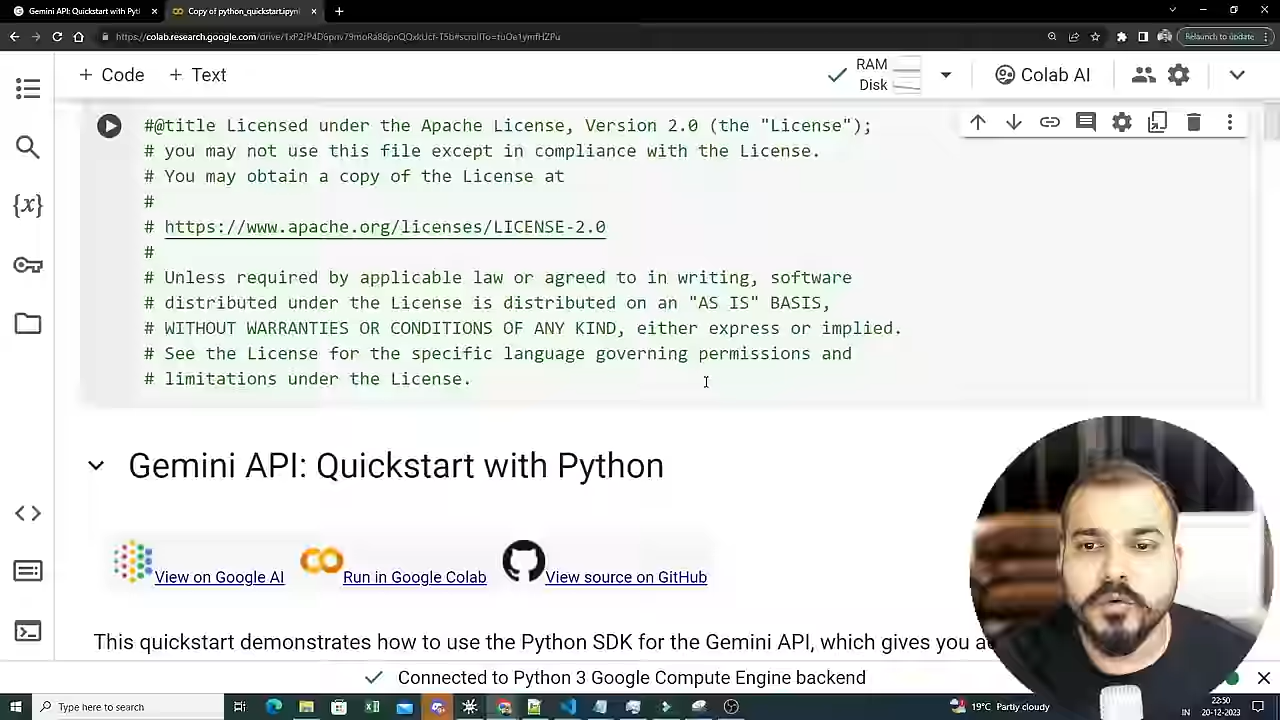 Gemini API: Quickstart with Pyt
Copy of python_quickstart.ipynb
Relaunch to update
+ Code
+ Text
RAM
Disk
Colab AI
#@title Licensed under the Apache License, Version 2.0 (the "License");
# you may not use this file except in compliance with the License.
# You may obtain a copy of the License at
#
# https://www.apache.org/licenses/LICENSE-2.0
#
# Unless required by applicable law or agreed to in writing, software
# distributed under the License is distributed on an "AS IS" BASIS,
# WITHOUT WARRANTIES OR CONDITIONS OF ANY KIND, either express or implied.
# See the License for the specific language governing permissions and
# limitations under the License.
{x}
Gemini API: Quickstart with Python
View on Google AI
Run in Google Colab
View source on GitHub
This quickstart demonstrates how to use the Python SDK for the Gemini API, which gives you
Connected to Python 3 Google Compute Engine backend
Type here to search
19°C Partly cloudy
IN
22:50
20-12-2023